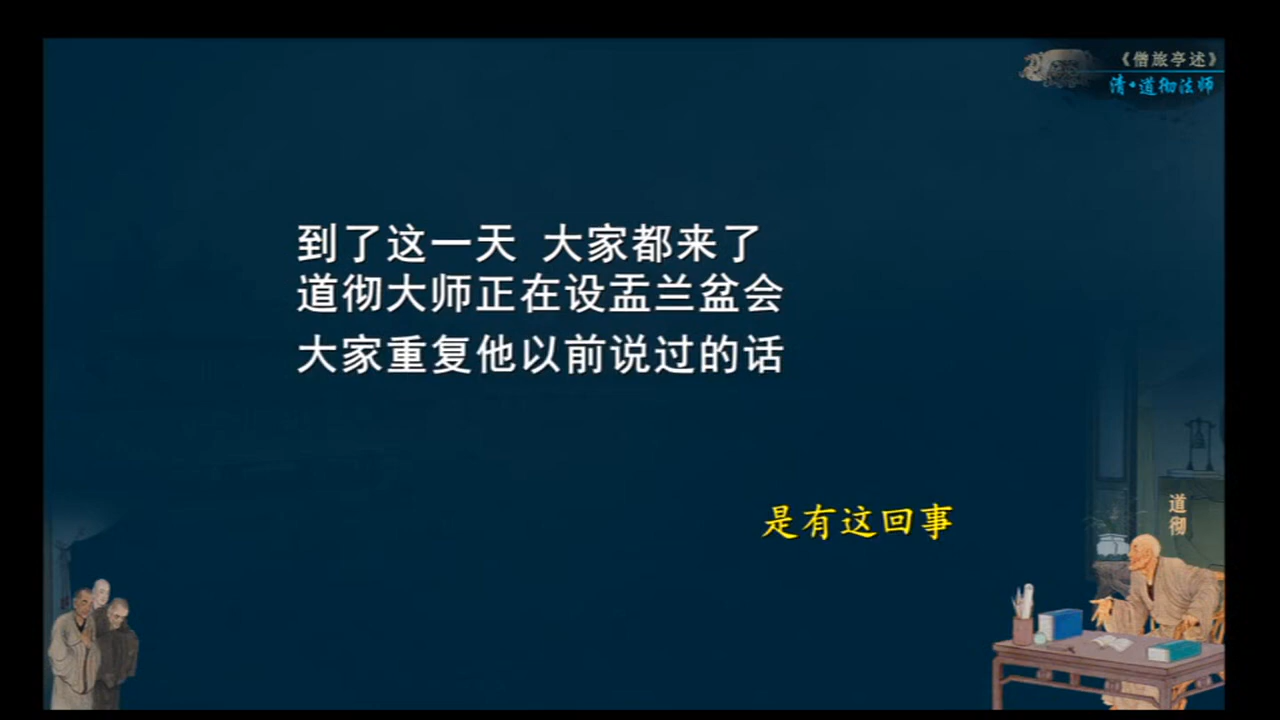 《僧旅亭述》
清·道彻法师
到了这一天 大家都来了
道彻大师正在设盂兰盆会
大家重复他以前说过的话
是有这回事
道彻